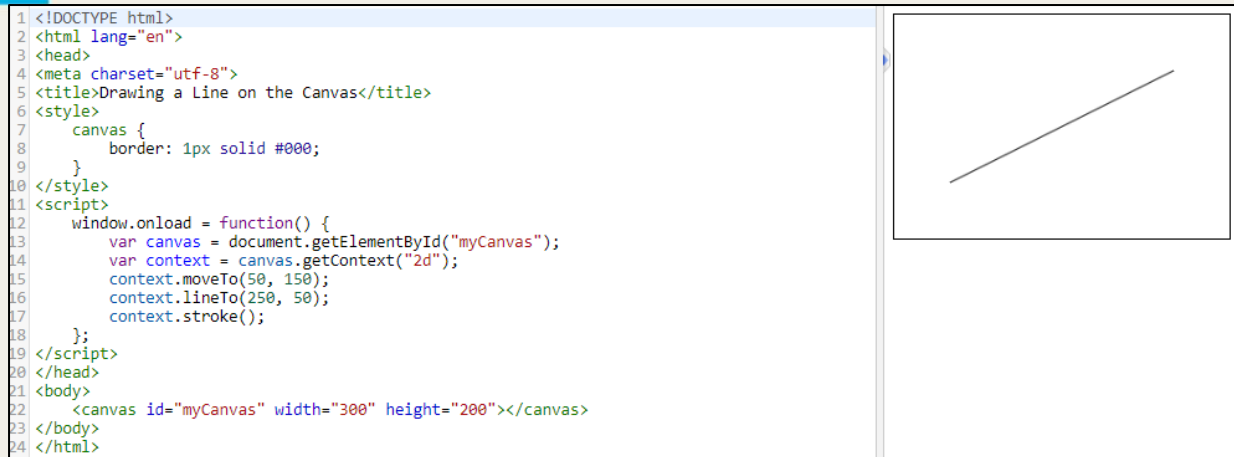 1 <!DOCTYPE html>
2 <html lang="en">
3 <head>
4 <meta charset="utf-8">
5 <title>Drawing a Line on the Canvas</title>
6 <style>
7     canvas {
8         border: 1px solid #000;
9     }
10 </style>
11 <script>
12     window.onload = function() {
13         var canvas = document.getElementById("myCanvas");
14         var context = canvas.getContext("2d");
15         context.moveTo(50, 150);
16         context.lineTo(250, 50);
17         context.stroke();
18     };
19 </script>
20 </head>
21 <body>
22     <canvas id="myCanvas" width="300" height="200"></canvas>
23 </body>
24 </html>